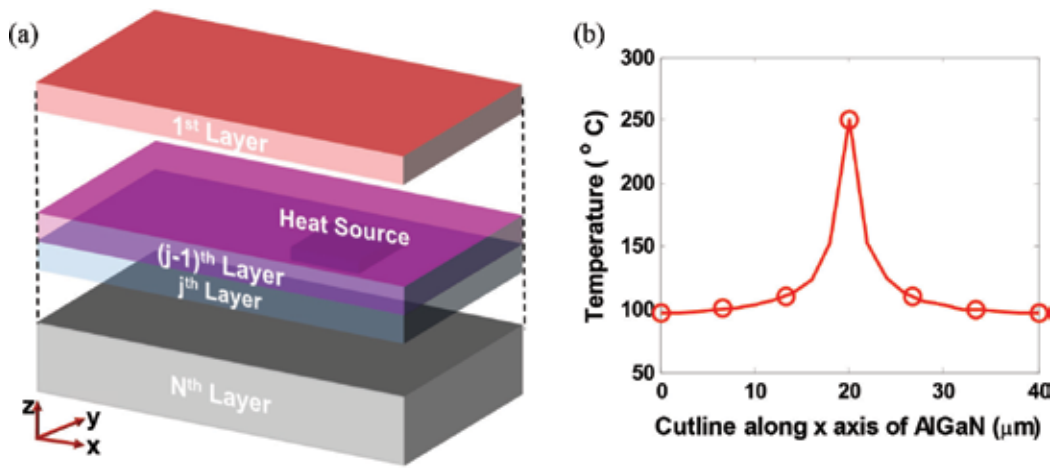 (a)
1st Layer
Heat Source
(j-1)th Layer
jth Layer
Nth Layer
z
y
x
(b)
300
250
200
150
100
50
0
10
20
30
40
Temperature ( ° C)
Cutline along x axis of AlGaN (μm)